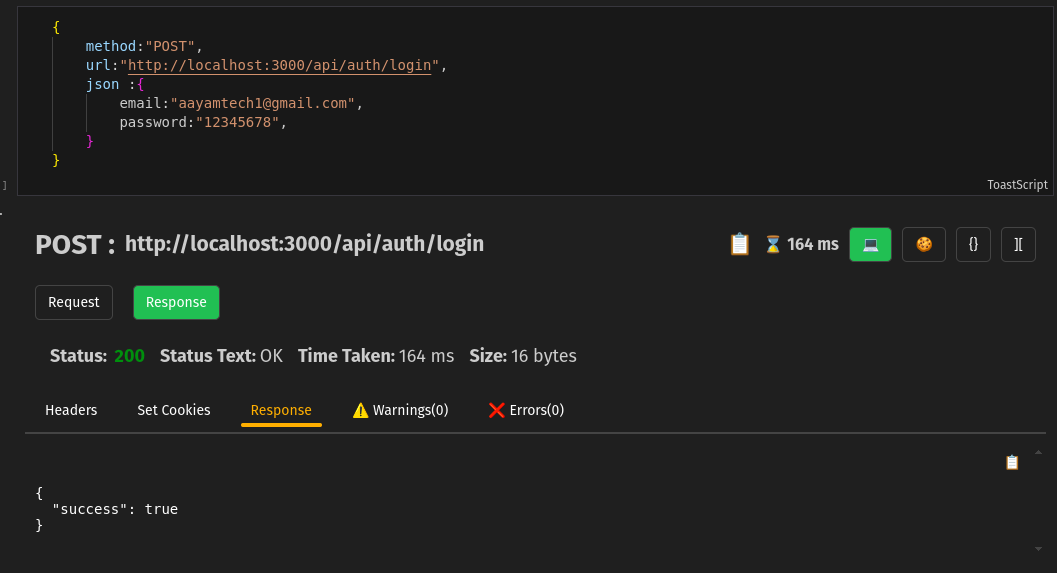 {
method:"POST",
url:"http://localhost:3000/api/auth/login",
json :{
email:"aayamtech1@gmail.com",
password:"12345678",
}
}
]
ToastScript
POST : http://localhost:3000/api/auth/login 164 ms {} ][
Request Response
Status: 200 Status Text: OK Time Taken: 164 ms Size: 16 bytes
Headers Set Cookies Response Warnings(0) Errors(0)
{
"success": true
}